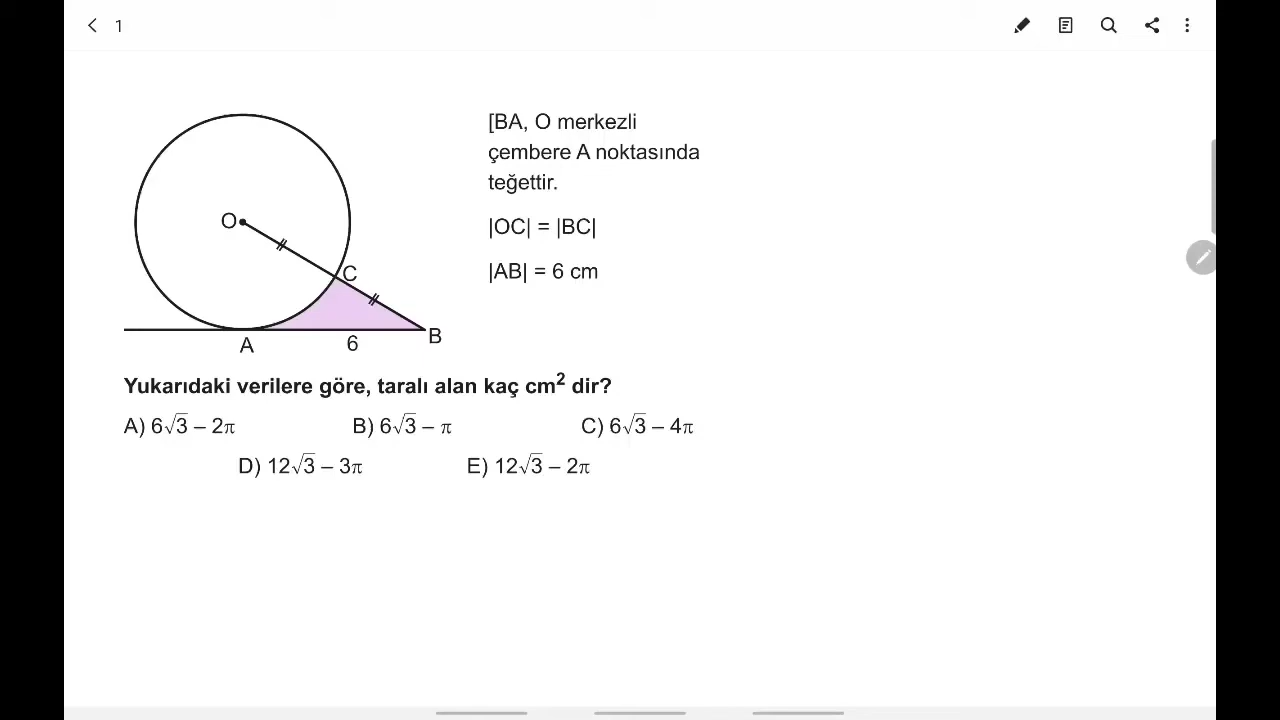 1
[BA, O merkezli
çembere A noktasında
teğettir.
|OC| = |BC|
|AB| = 6 cm
O
C
B
A
6
Yukarıdaki verilere göre, taralı alan kaç cm² dir?
A) 6√3 – 2π B) 6√3 – π C) 6√3 – 4π
D) 12√3 – 3π E) 12√3 – 2π